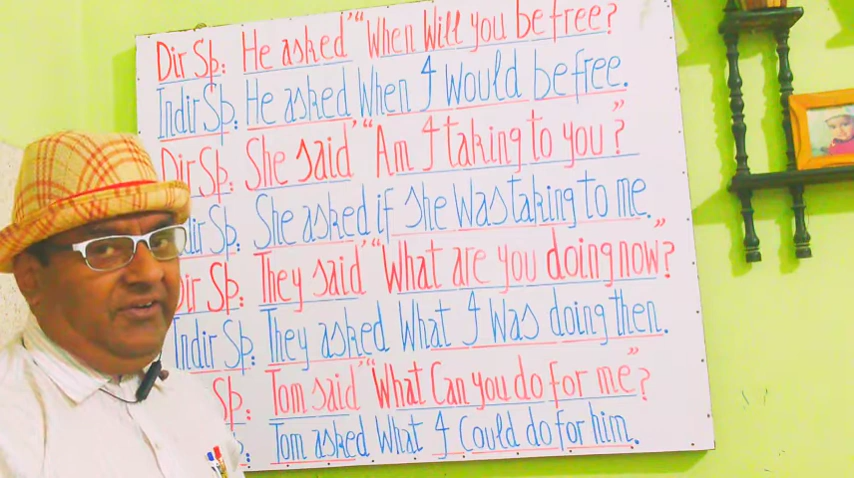 Dir Sp: He asked "When Will you be free?
Indir Sp: He asked When I would be free.
Dir Sp: She said "Am I taking to you?"
dir Sp: She asked if she Was taking to me.
Dir Sp: They said "What are you doing now"?
Indir Sp: They asked What I Was doing then.
Sp: Tom said "What Can you do for me"?
Tom asked What I Could do for him.